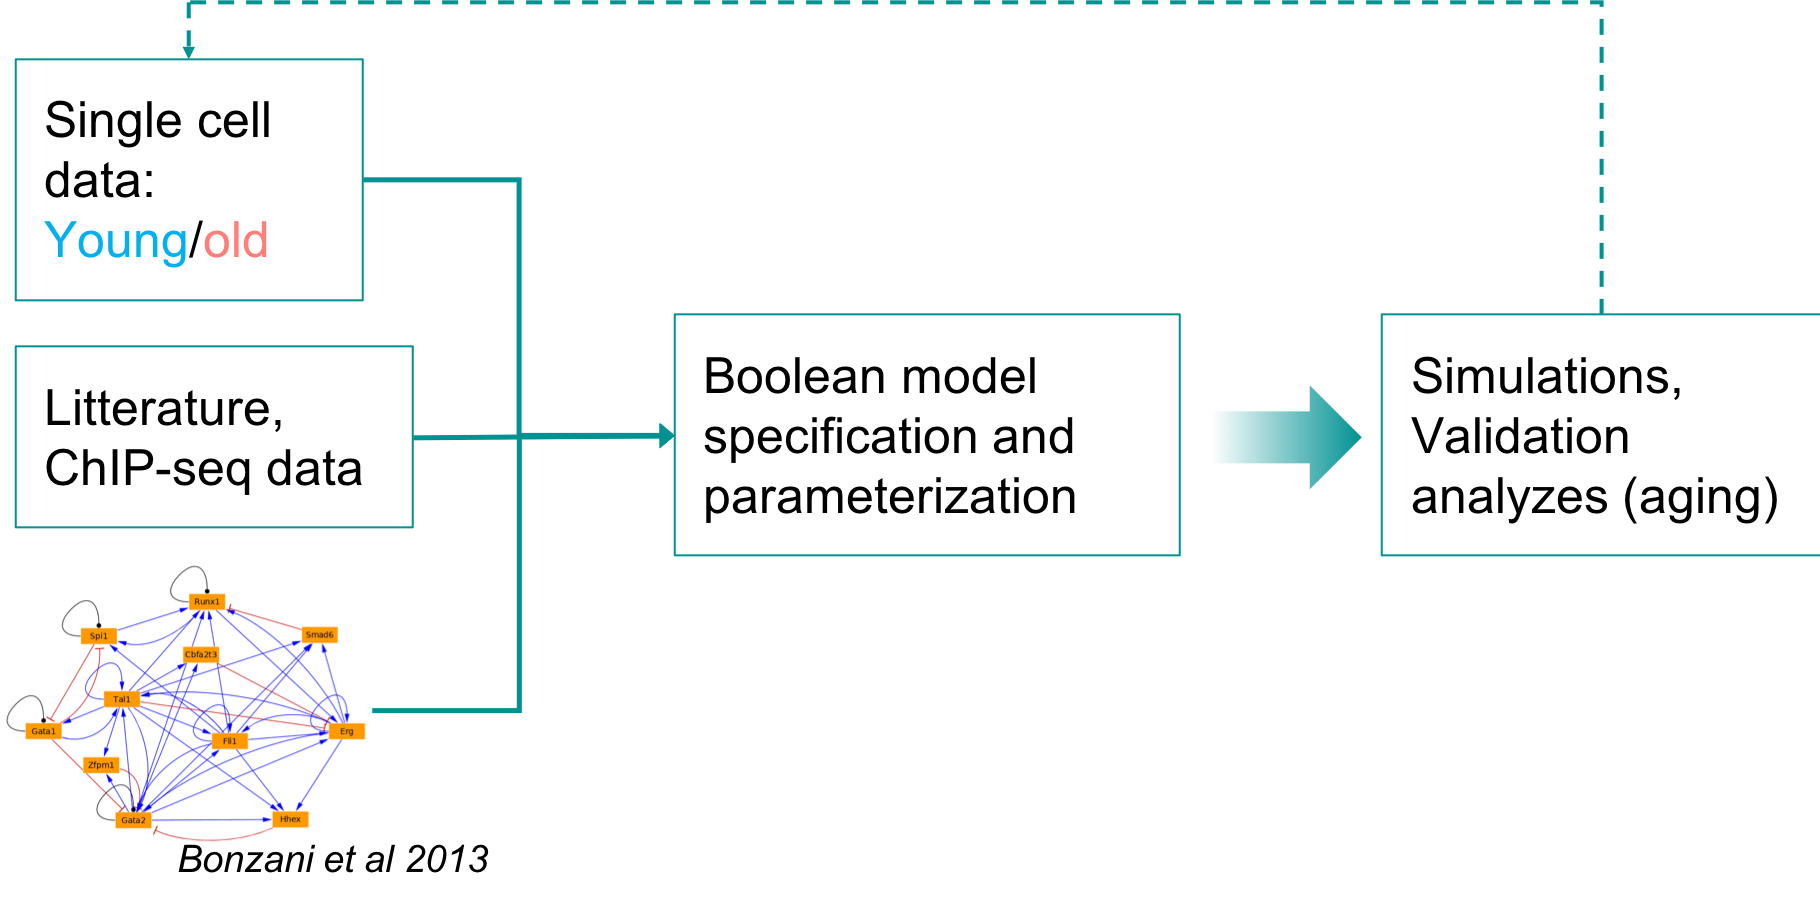 Single cell
data:
Young/old
Litterature,
ChIP-seq data
Boolean model
specification and
parameterization
Simulations,
Validation
analyzes (aging)
Runx1
Spi1
Smad6
Cbfa2t3
Tal1
Gata1
Fli1
Erg
Zfpm1
Gata2
Hhex
Bonzani et al 2013